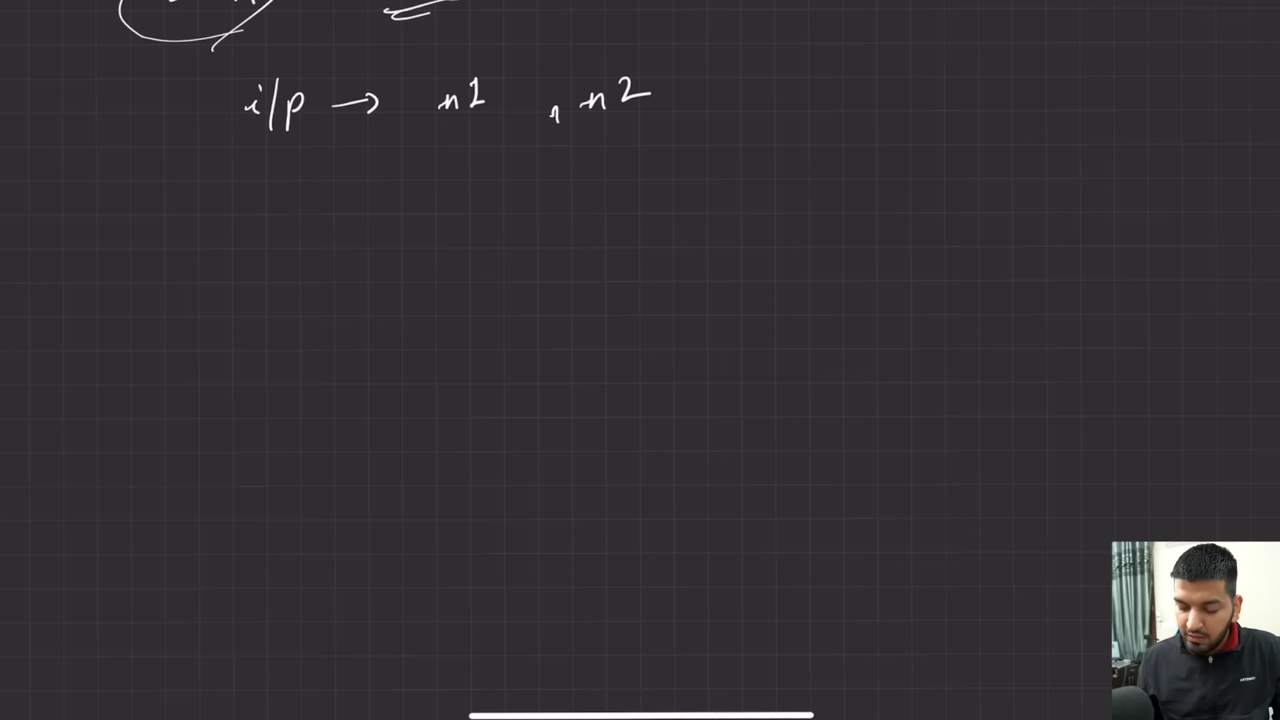 i/p → n1 , n2